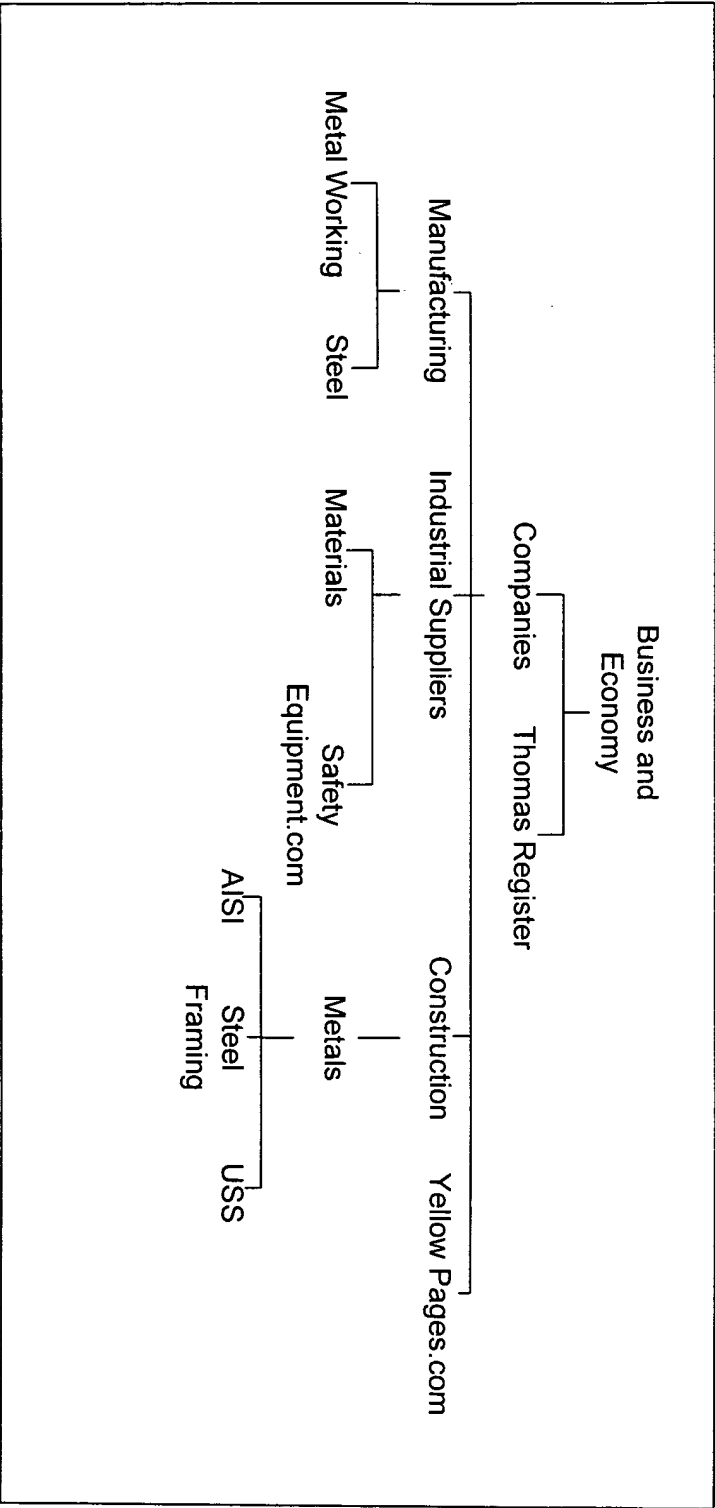 Business and
Economy
Companies
Thomas Register
Manufacturing
Industrial Suppliers
Construction
Yellow Pages.com
Metal Working
Steel
Materials
Safety
Equipment.com
Metals
AISI
Steel
Framing
USS